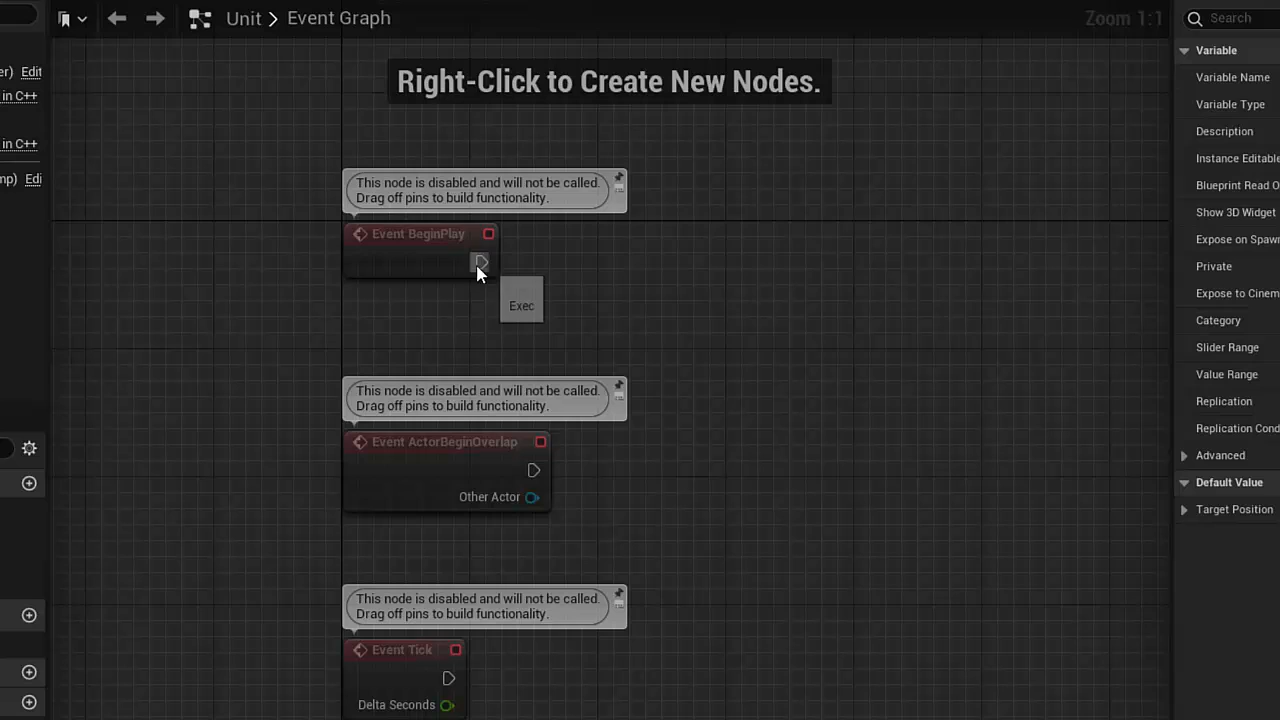 Unit > Event Graph
Zoom 1:1
Search
er) Edit
in C++
in C++
mp) Edi
Right-Click to Create New Nodes.
This node is disabled and will not be called.
Drag off pins to build functionality.
Event BeginPlay
Exec
This node is disabled and will not be called.
Drag off pins to build functionality.
Event ActorBeginOverlap
Other Actor
This node is disabled and will not be called.
Drag off pins to build functionality.
Event Tick
Delta Seconds
Variable
Variable Name
Variable Type
Description
Instance Editable
Blueprint Read O
Show 3D Widget
Expose on Spawn
Private
Expose to Cinem
Category
Slider Range
Value Range
Replication
Replication Cond
Advanced
Default Value
Target Position